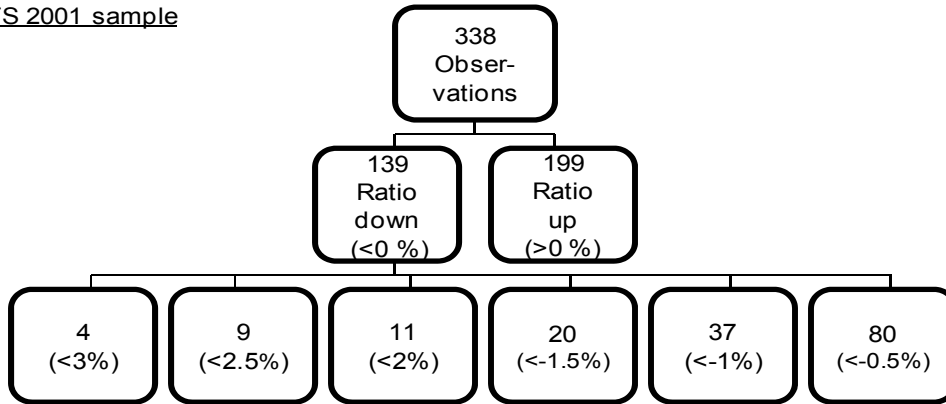 2001 sample
338
Obser-
vations
139
Ratio
down
(<0 %)
199
Ratio
up
(>0 %)
4
(<3%)
9
(<2.5%)
11
(<2%)
20
(<-1.5%)
37
(<-1%)
80
(<-0.5%)